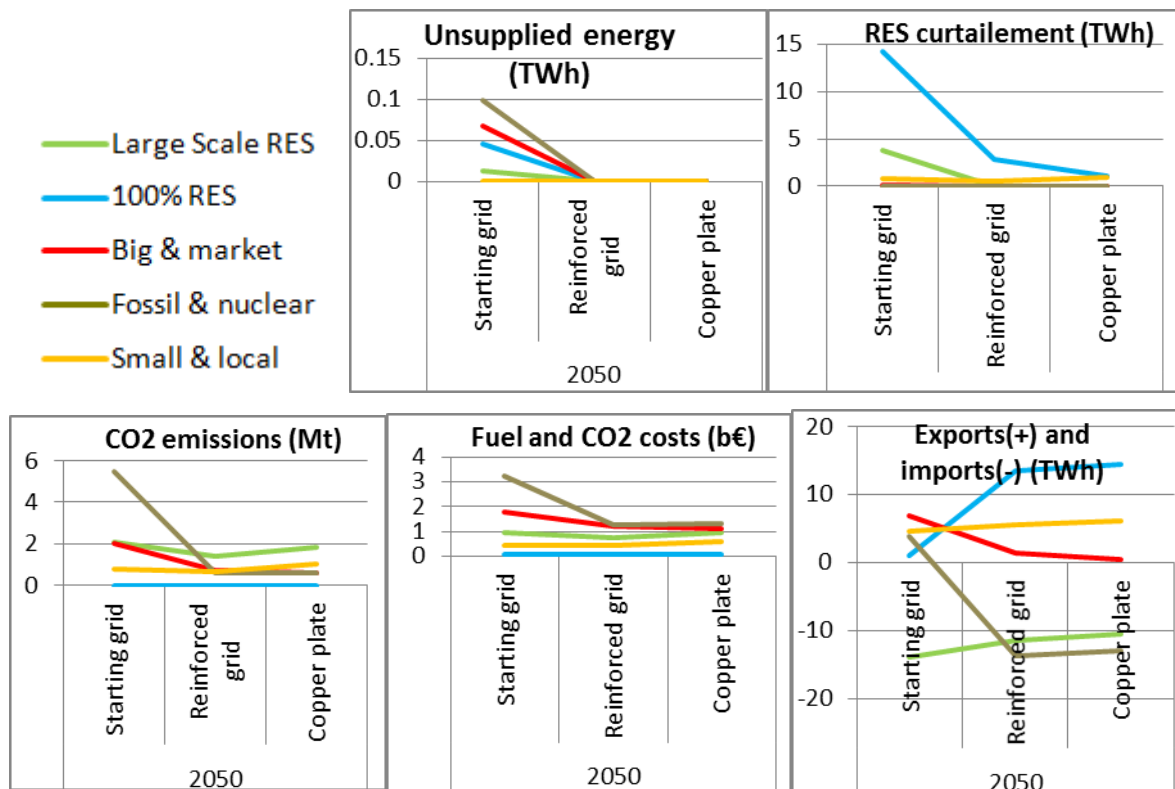 Large Scale RES
100% RES
Big & market
Fossil & nuclear
Small & local
Unsupplied energy
(TWh)
0.15
0.1
0.05
0
Starting grid
Reinforced
grid
Copper plate
2050
RES curtailement (TWh)
15
10
5
0
Starting grid
Reinforced grid
Copper plate
2050
CO2 emissions (Mt)
6
4
2
0
Starting grid
Reinforced
grid
Copper plate
2050
Fuel and CO2 costs (b€)
4
3
2
1
0
Starting grid
Reinforced grid
Copper plate
2050
Exports(+) and
imports(-) (TWh)
20
10
0
-10
-20
Starting grid
Reinforced grid
Copper plate
2050